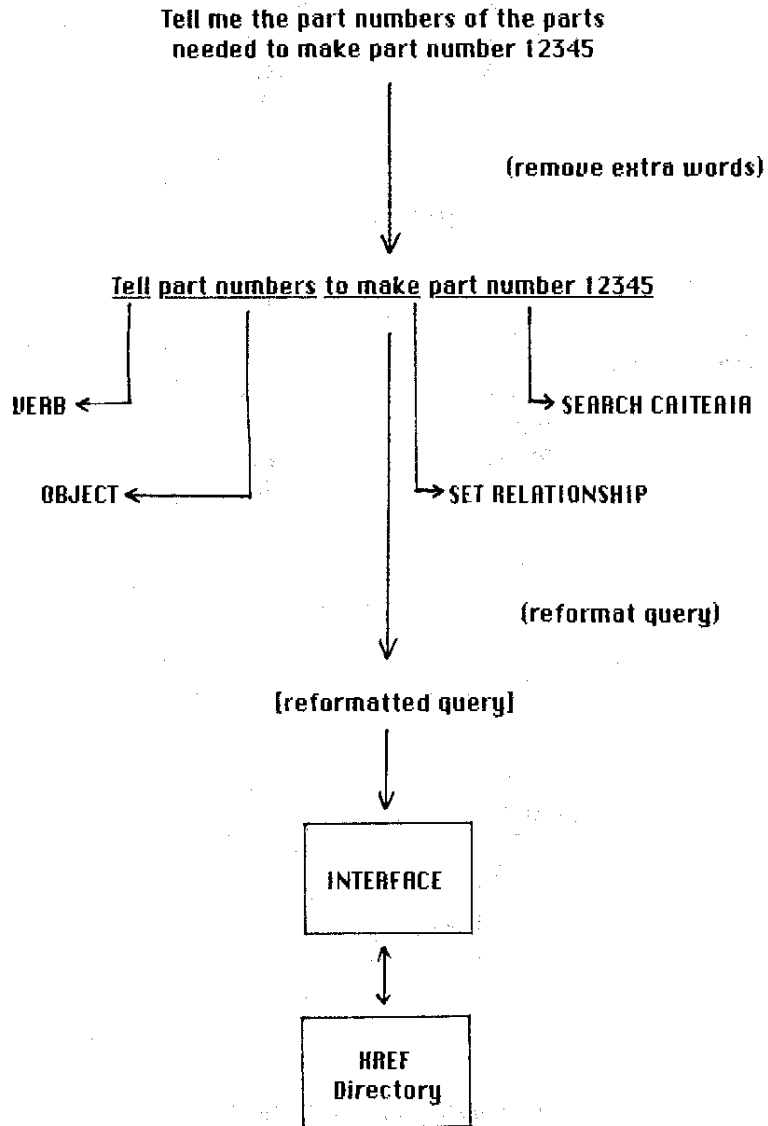 Tell me the part numbers of the parts
needed to make part number 12345
(remove extra words)
Tell part numbers to make part number 12345
VERB
SEARCH CRITERIA
OBJECT
SET RELATIONSHIP
(reformat query)
[reformatted query]
INTERFACE
XREF
Directory